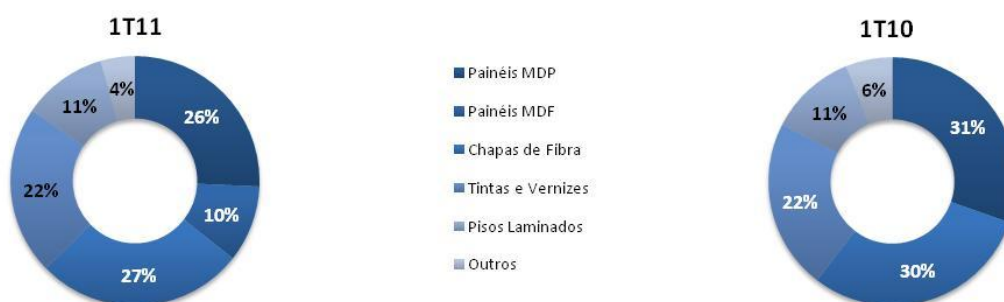 1T11
4%
11%
26%
22%
10%
27%
Painéis MDP
Painéis MDF
Chapas de Fibra
Tintas e Vernizes
Pisos Laminados
Outros
1T10
6%
11%
31%
22%
30%